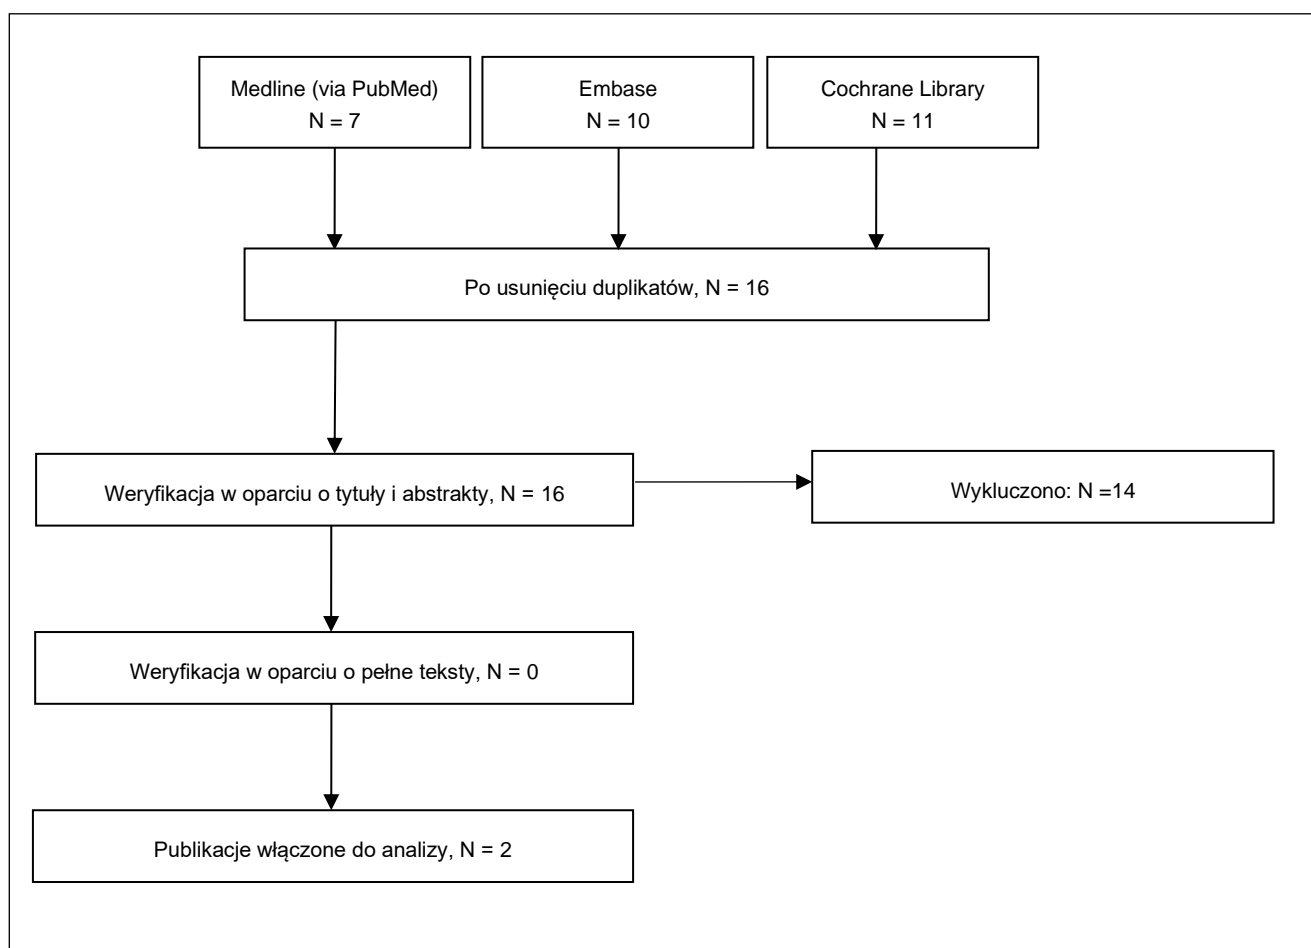 Medline (via PubMed)
N = 7
Embase
N = 10
Cochrane Library
N = 11
Po usunięciu duplikatów, N = 16
Weryfikacja w oparciu o tytuły i abstrakty, N = 16
Wykluczono: N =14
Weryfikacja w oparciu o pełne teksty, N = 0
Publikacje włączone do analizy, N = 2